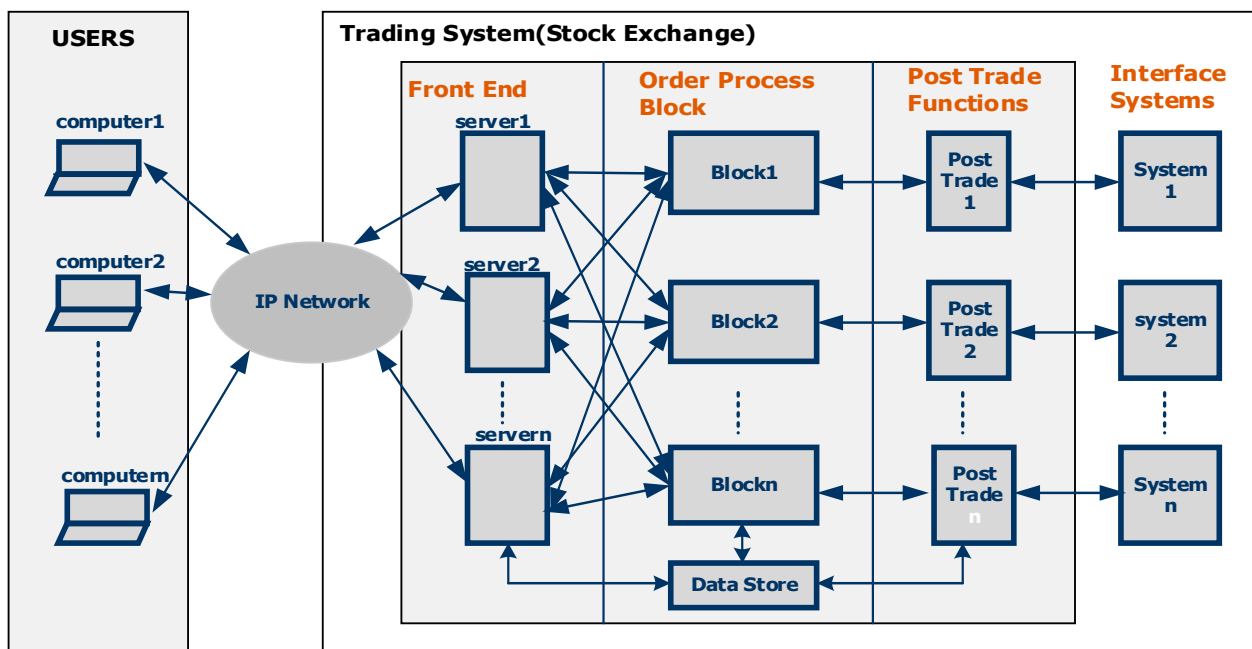 USERS
computer1
computer2
computern
IP Network
Trading System(Stock Exchange)
Front End
server1
server2
servern
Order Process
Block
Block1
Block2
Blockn
Data Store
Post Trade
Functions
Post
Trade
1
Post
Trade
2
Post
Trade
n
Interface
Systems
System
1
system
2
System
n